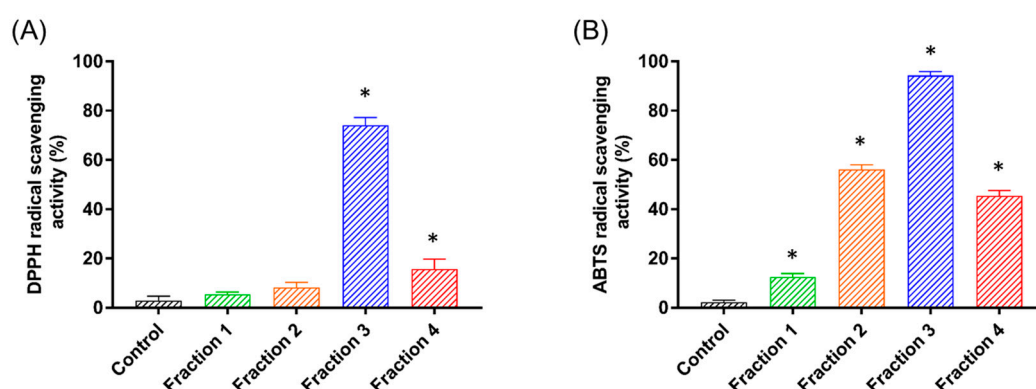 (A)
DPPH radical scavenging
activity (%)
100
80
60
40
20
0
*
*
Control
Fraction 1
Fraction 2
Fraction 3
Fraction 4
(B)
ABTS radical scavenging
activity (%)
100
80
60
40
20
0
*
*
*
*
Control
Fraction 1
Fraction 2
Fraction 3
Fraction 4